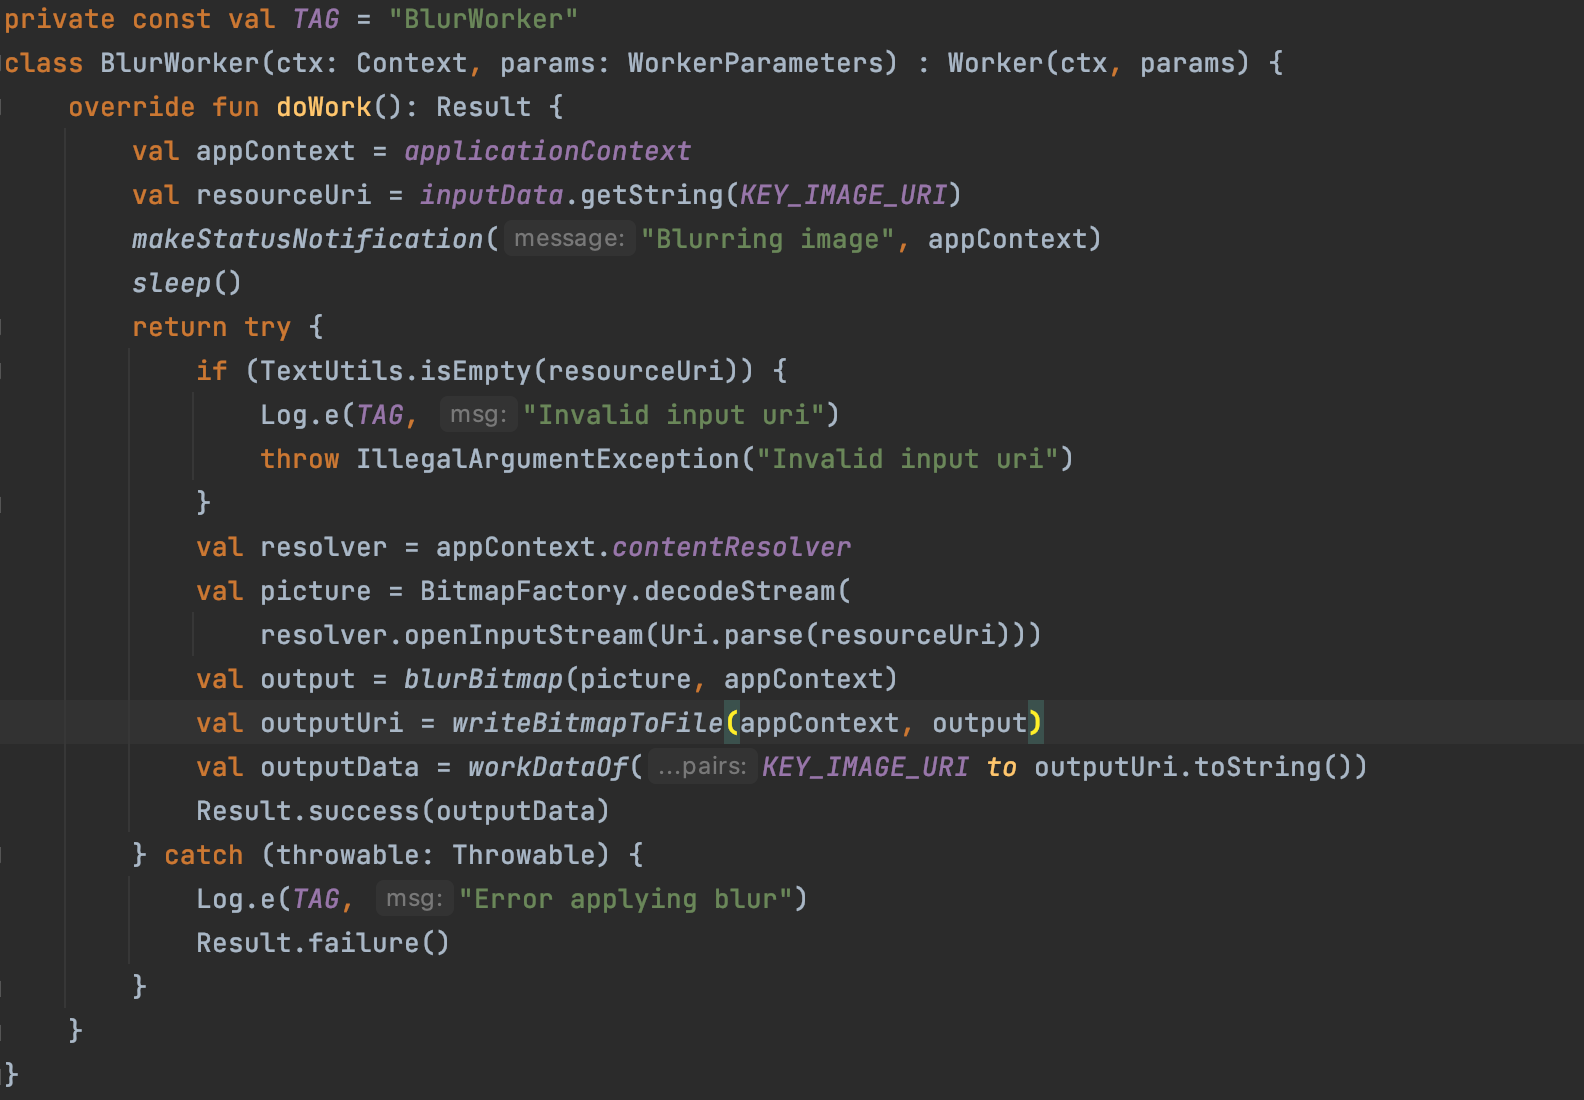 private const val TAG = "BlurWorker"
class BlurWorker(ctx: Context, params: WorkerParameters) : Worker(ctx, params) {
    override fun doWork(): Result {
        val appContext = applicationContext
        val resourceUri = inputData.getString(KEY_IMAGE_URI)
        makeStatusNotification( message: "Blurring image", appContext)
        sleep()
        return try {
            if (TextUtils.isEmpty(resourceUri)) {
                Log.e(TAG, msg: "Invalid input uri")
                throw IllegalArgumentException("Invalid input uri")
            }
            val resolver = appContext.contentResolver
            val picture = BitmapFactory.decodeStream(
                resolver.openInputStream(Uri.parse(resourceUri)))
            val output = blurBitmap(picture, appContext)
            val outputUri = writeBitmapToFile(appContext, output)
            val outputData = workDataOf( ...pairs: KEY_IMAGE_URI to outputUri.toString())
            Result.success(outputData)
        } catch (throwable: Throwable) {
            Log.e(TAG, msg: "Error applying blur")
            Result.failure()
        }
    }
}